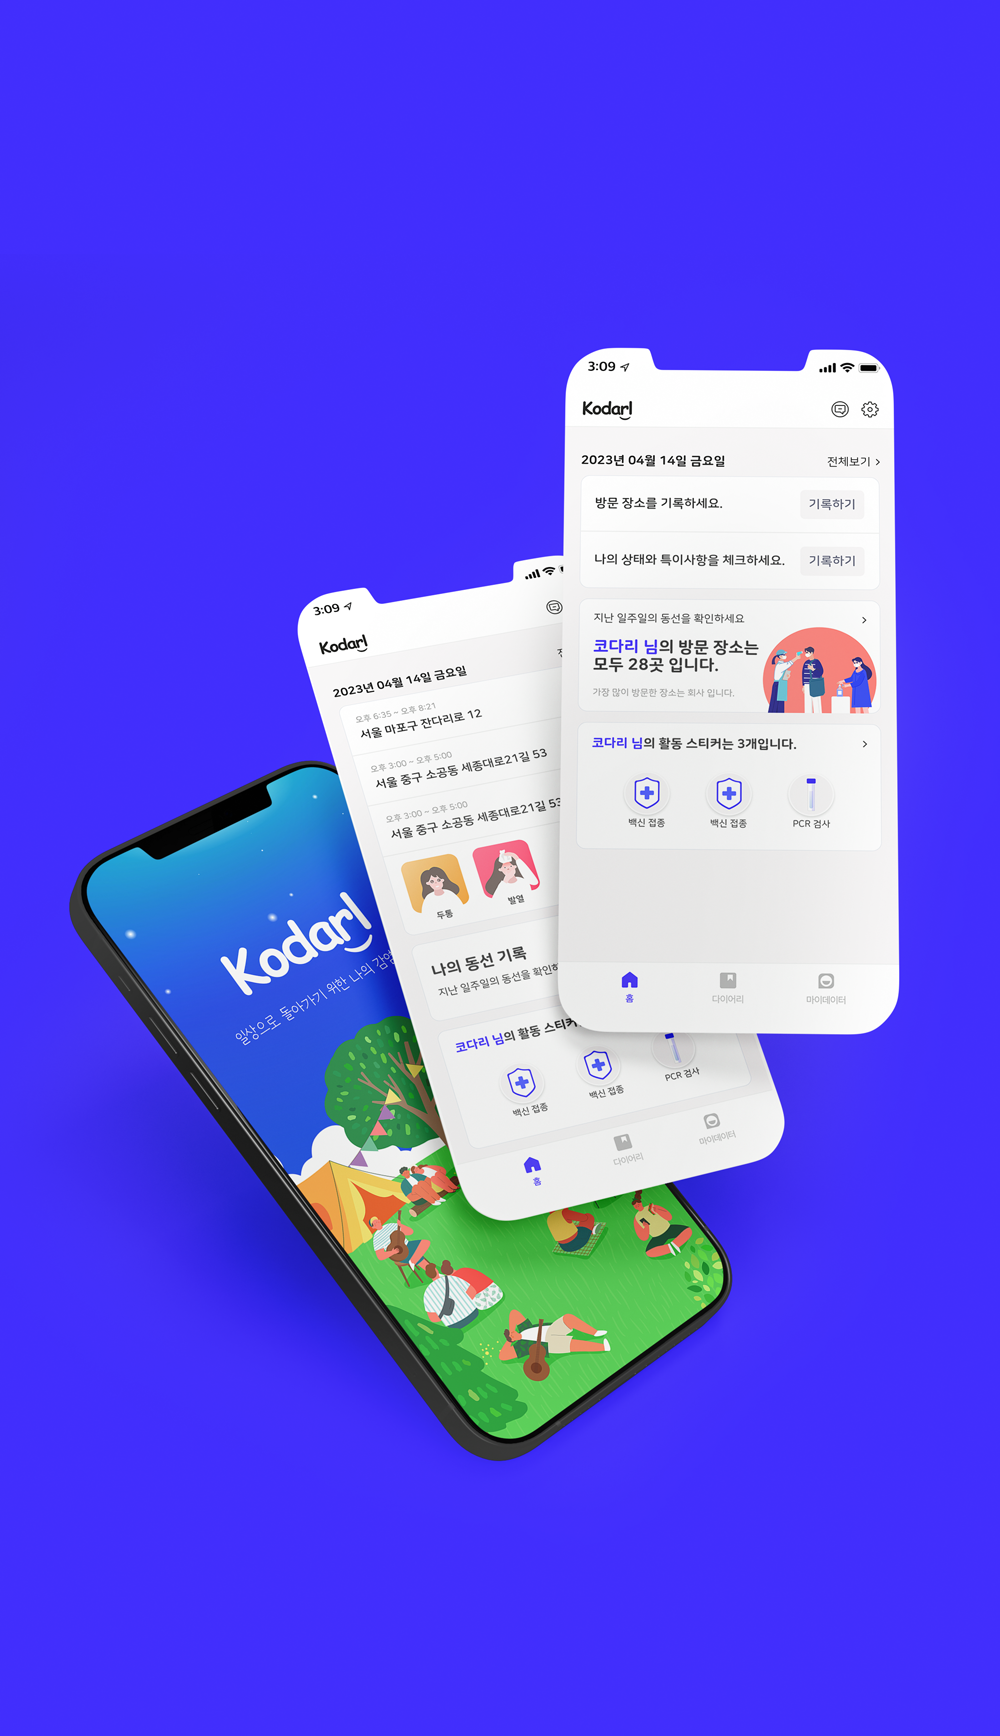 3:09
Kodarl
2023년 04월 14일 금요일
전체보기
방문 장소를 기록하세요.
기록하기
나의 상태와 특이사항을 체크하세요.
기록하기
지난 일주일의 동선을 확인하세요
코다리 님의 방문 장소는
모두 28곳 입니다.
가장 많이 방문한 장소는 회사 입니다.
코다리 님의 활동 스티커는 3개입니다.
백신 접종
백신 접종
PCR 검사
홈
다이어리
마이데이터
3:09
Kodarl
2023년 04월 14일 금요일
오후 6:35 ~ 오후 8:21
서울 마포구 잔다리로 12
오후 3:00 ~ 오후 5:00
서울 중구 소공동 세종대로21길 53
오후 3:00 ~ 오후 5:00
서울 중구 소공동 세종대로21길 53
두통
발열
나의 동선 기록
지난 일주일의 동선을 확인하
코다리 님의 활동 스티커
백신 접종
백신 접종
PCR 검사
홈
다이어리
마이데이터
Kodarl
일상으로 돌아가기 위한 나의